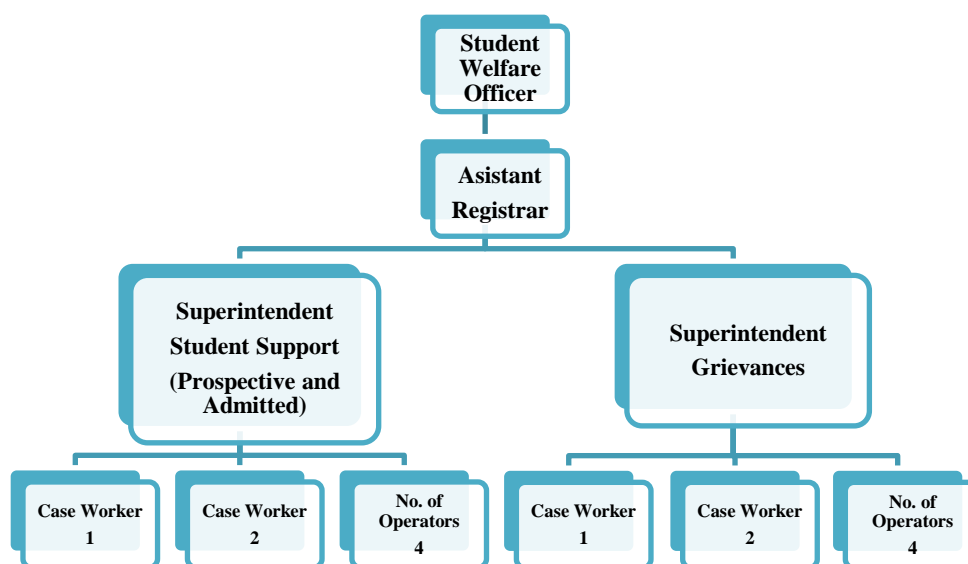 Student
Welfare
Officer
Asistant
Registrar
Superintendent
Student Support
(Prospective and
Admitted)
Superintendent
Grievances
Case Worker
1
Case Worker
2
No. of
Operators
4
Case Worker
1
Case Worker
2
No. of
Operators
4